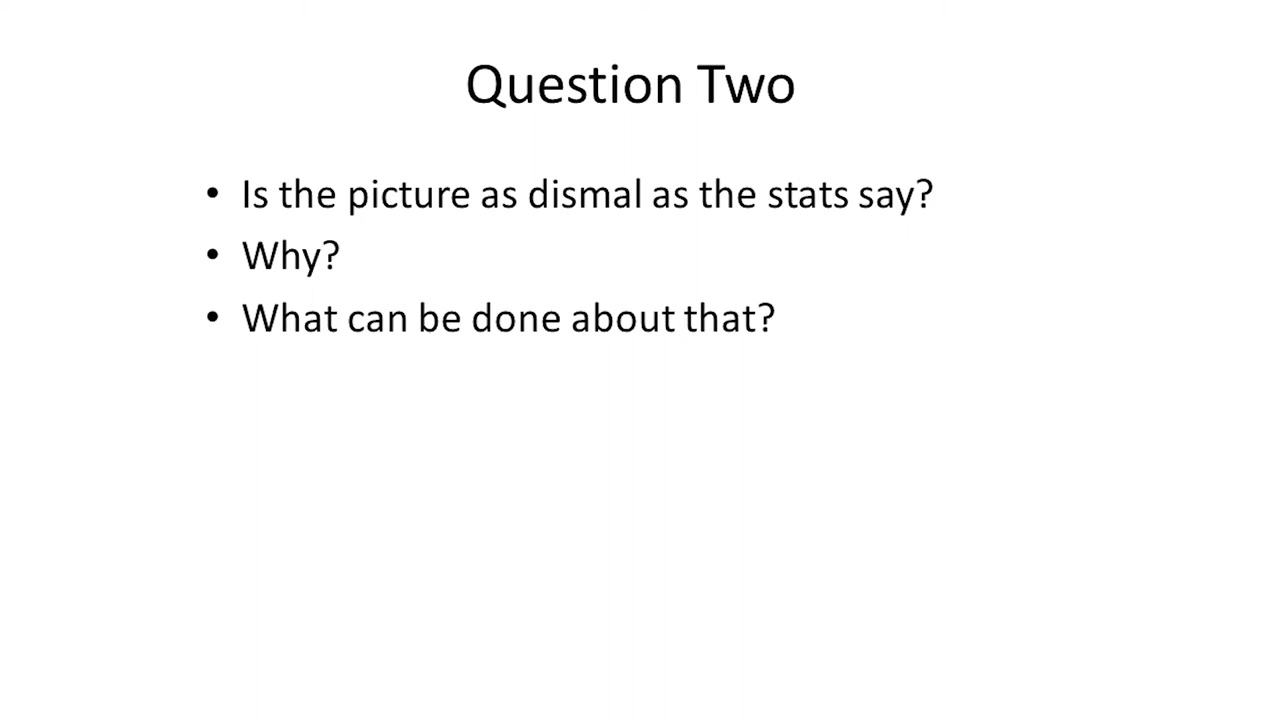 Question Two
• Is the picture as dismal as the stats say?
• Why?
• What can be done about that?